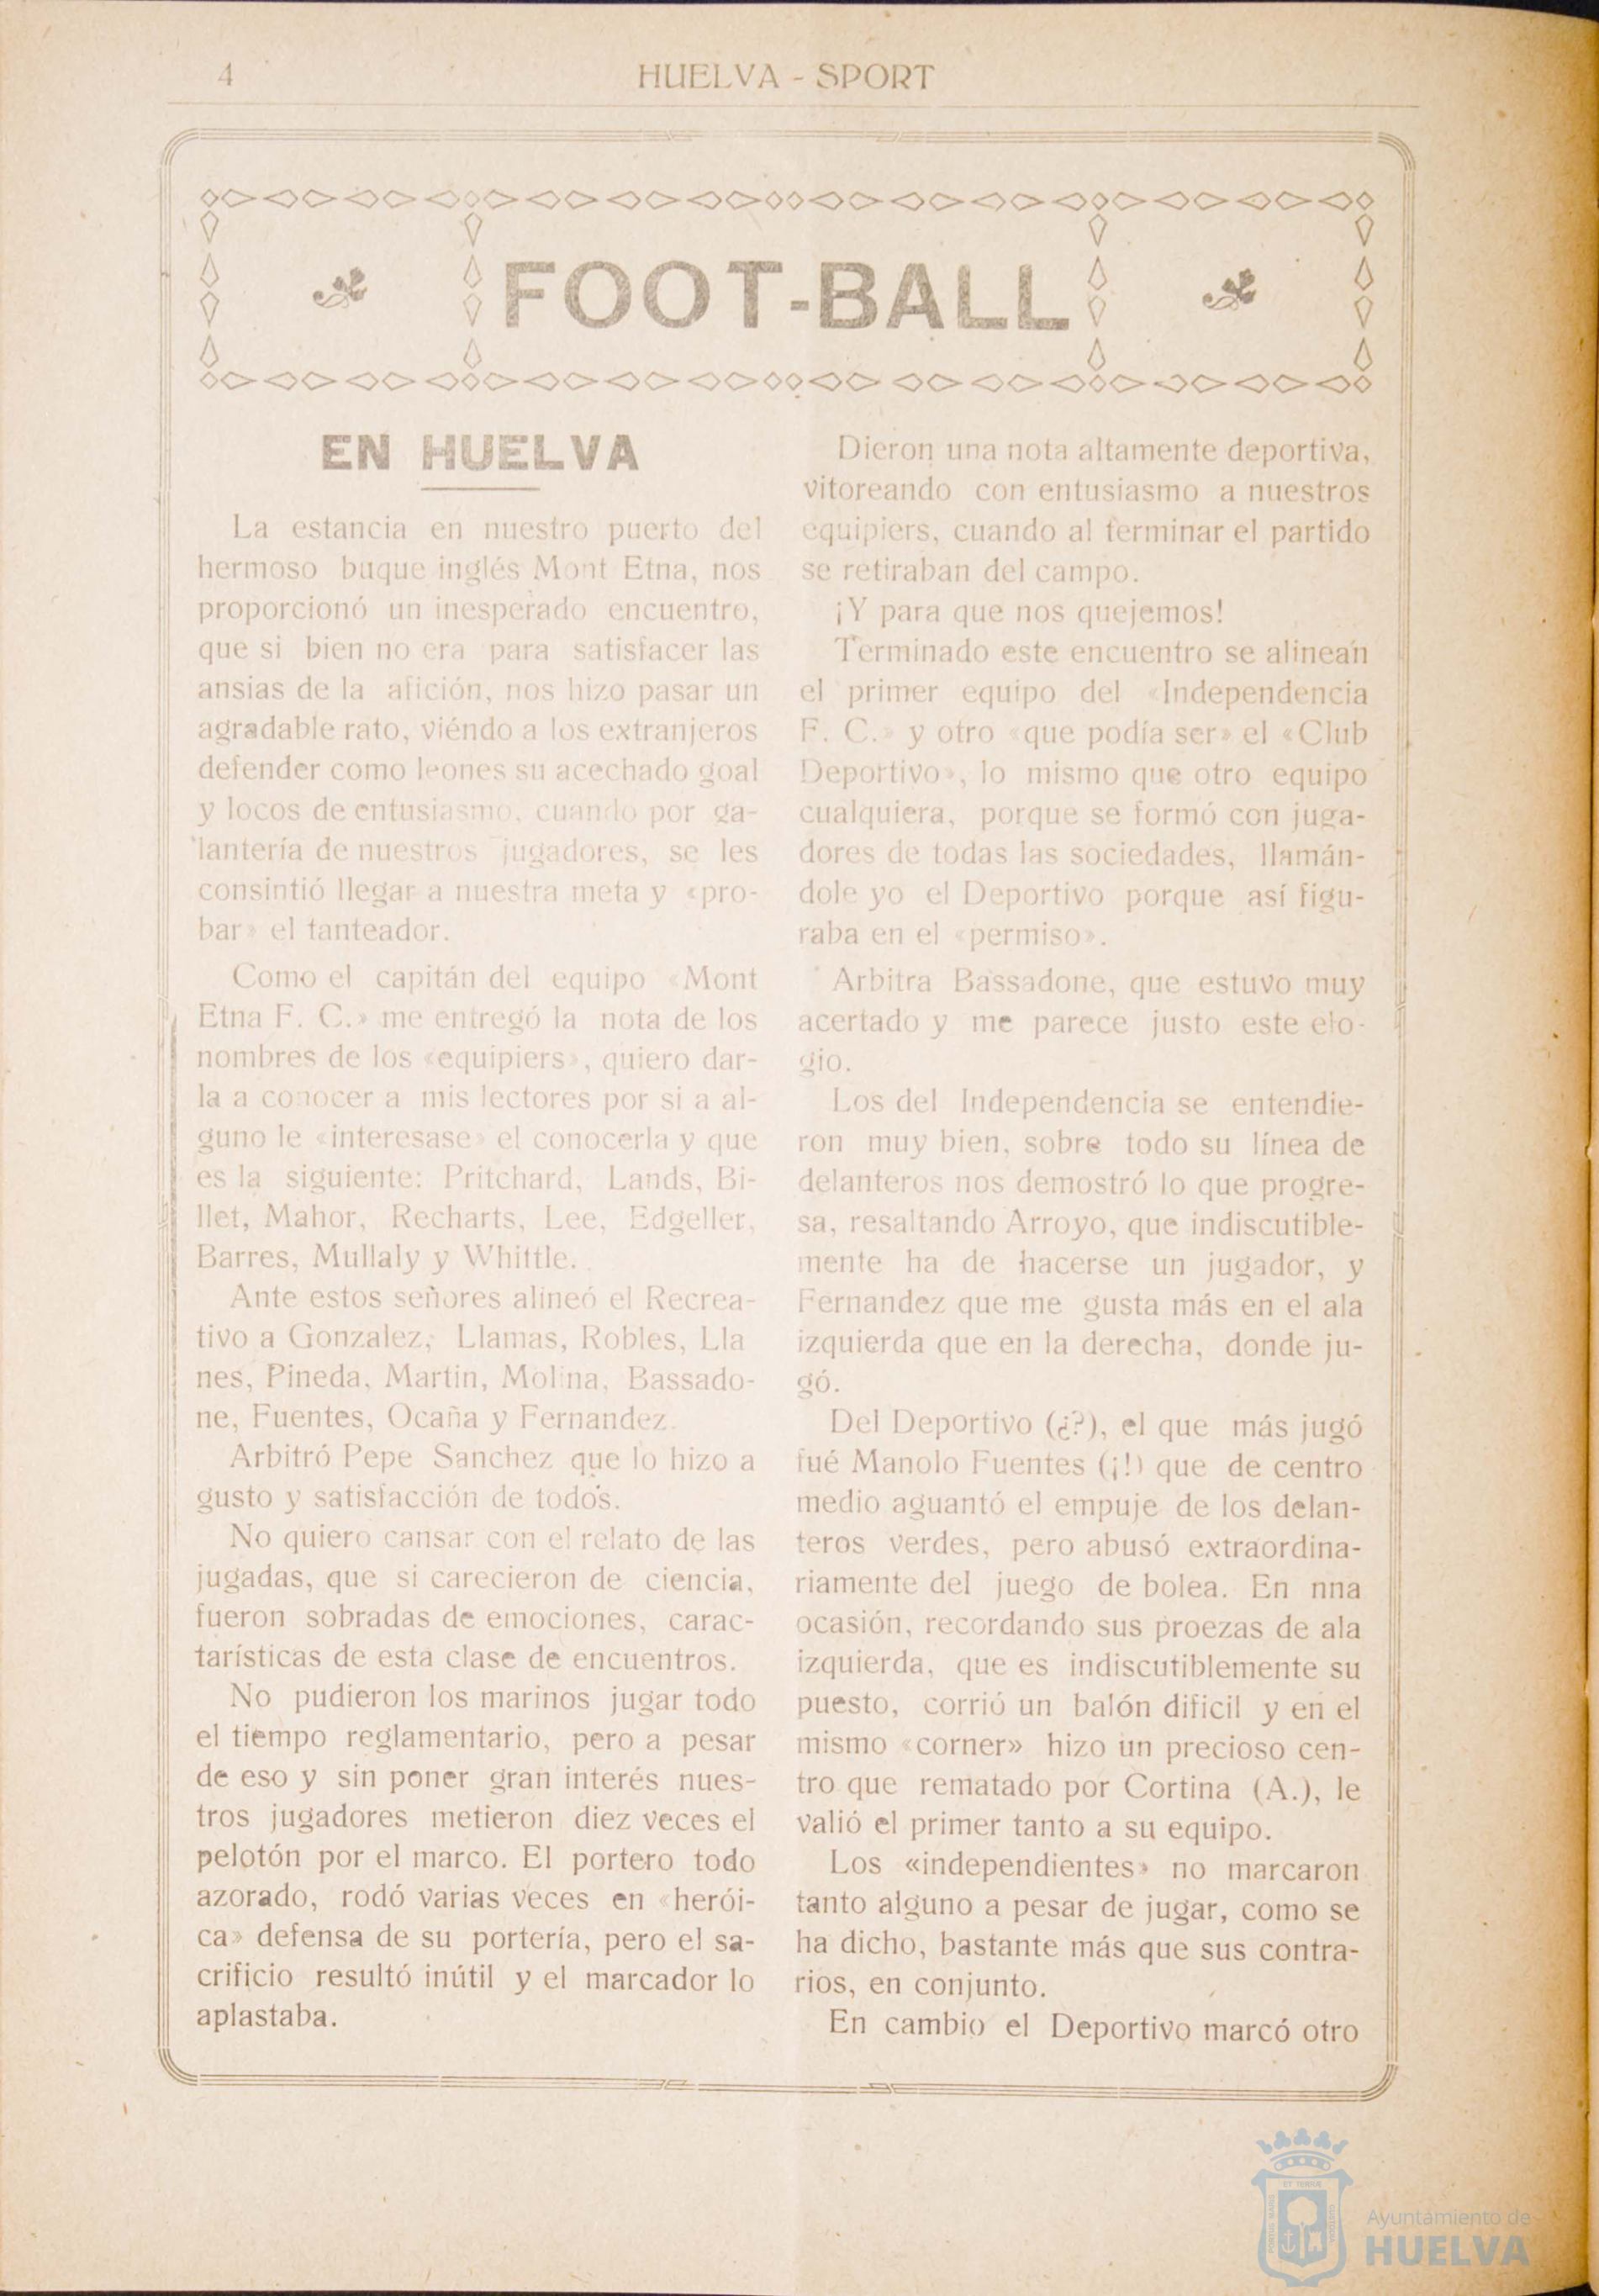 4
HUELVA - SPORT
FOOT-BALL
EN HUELVA
La estancia en nuestro puerto del
hermoso buque inglés Mont Etna, nos
proporcionó un inesperado encuentro,
que si bien no era para satisfacer las
ansias de la afición, nos hizo pasar un
agradable rato, viéndo a los extranjeros
defender como leones su acechado goal
y locos de entusiasmo, cuando por ga-
lantería de nuestros jugadores, se les
consintió llegar a nuestra meta y «pro-
bar» el tanteador.
Como el capitán del equipo «Mont
Etna F. C.» me entregó la nota de los
nombres de los «equipiers», quiero dar-
la a conocer a mis lectores por si a al-
guno le «interesase» el conocerla y que
es la siguiente: Pritchard, Lands, Bi-
llet, Mahor, Recharts, Lee, Edgeller,
Barres, Mullaly y Whittle.
Ante estos señores alineó el Recrea-
tivo a Gonzalez, Llamas, Robles, Lla
nes, Pineda, Martin, Molina, Bassado-
ne, Fuentes, Ocaña y Fernandez.
Arbitró Pepe Sanchez que lo hizo a
gusto y satisfacción de todos.
No quiero cansar con el relato de las
jugadas, que si carecieron de ciencia,
fueron sobradas de emociones, carac-
tarísticas de esta clase de encuentros.
No pudieron los marinos jugar todo
el tiempo reglamentario, pero a pesar
de eso y sin poner gran interés nues-
tros jugadores metieron diez veces el
pelotón por el marco. El portero todo
azorado, rodó varias veces en «herói-
ca» defensa de su portería, pero el sa-
crificio resultó inútil y el marcador lo
aplastaba.
Dieron una nota altamente deportiva,
vitoreando con entusiasmo a nuestros
equipiers, cuando al terminar el partido
se retiraban del campo.
¡Y para que nos quejemos!
Terminado este encuentro se alinean
el primer equipo del «Independencia
F. C.» y otro «que podía ser» el «Club
Deportivo», lo mismo que otro equipo
cualquiera, porque se formó con juga-
dores de todas las sociedades, llamán-
dole yo el Deportivo porque así figu-
raba en el «permiso».
Arbitra Bassadone, que estuvo muy
acertado y me parece justo este elo-
gio.
Los del Independencia se entendie-
ron muy bien, sobre todo su línea de
delanteros nos demostró lo que progre-
sa, resaltando Arroyo, que indiscutible-
mente ha de hacerse un jugador, y
Fernandez que me gusta más en el ala
izquierda que en la derecha, donde ju-
gó.
Del Deportivo (¿?), el que más jugó
fué Manolo Fuentes (¡!) que de centro
medio aguantó el empuje de los delan-
teros verdes, pero abusó extraordina-
riamente del juego de bolea. En nna
ocasión, recordando sus proezas de ala
izquierda, que es indiscutiblemente su
puesto, corrió un balón dificil y en el
mismo «corner» hizo un precioso cen-
tro que rematado por Cortina (A.), le
valió el primer tanto a su equipo.
Los «independientes» no marcaron
tanto alguno a pesar de jugar, como se
ha dicho, bastante más que sus contra-
rios, en conjunto.
En cambio el Deportivo marcó otro
Ayuntamiento de
HUELVA